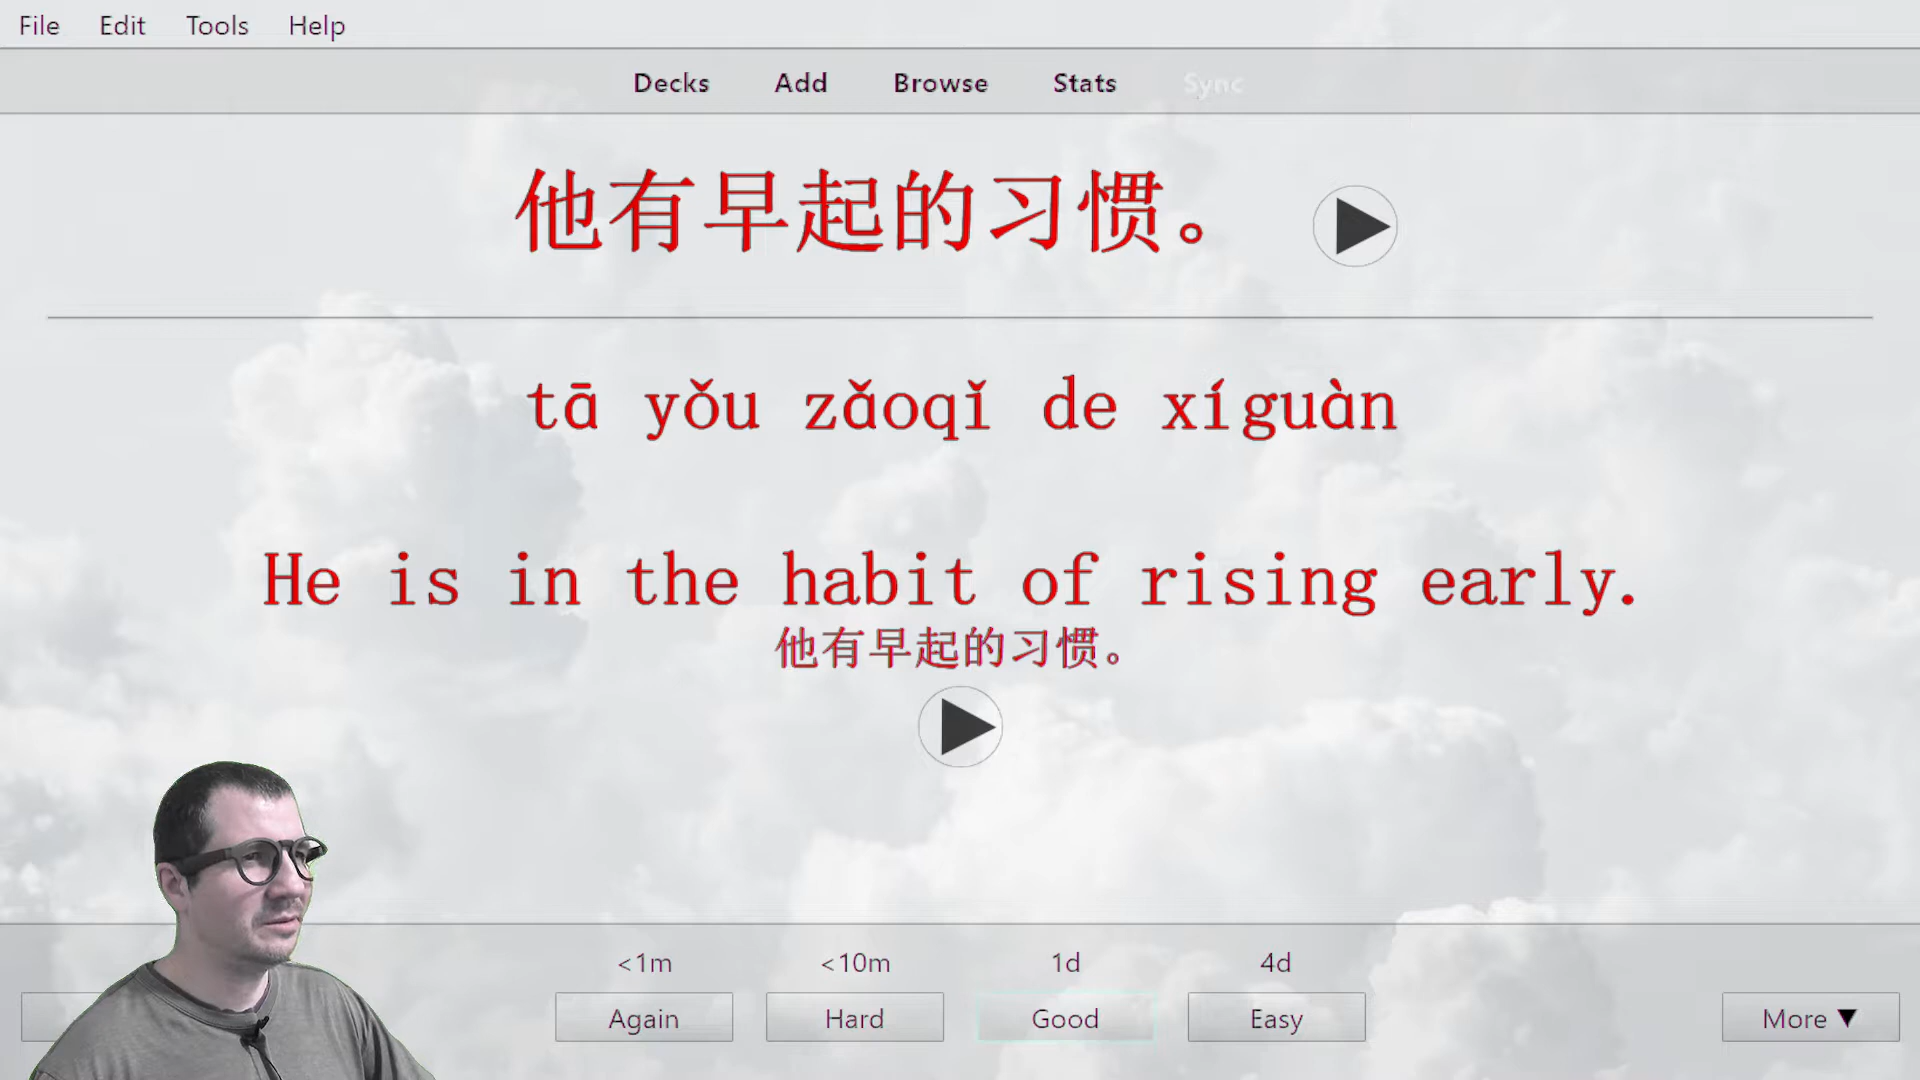 File Edit Tools Help
Decks Add Browse Stats Sync
他有早起的习惯。
tā yǒu zǎoqǐ de xíguàn
He is in the habit of rising early.
他有早起的习惯。
<1m <10m 1d 4d
Again Hard Good Easy More ▼